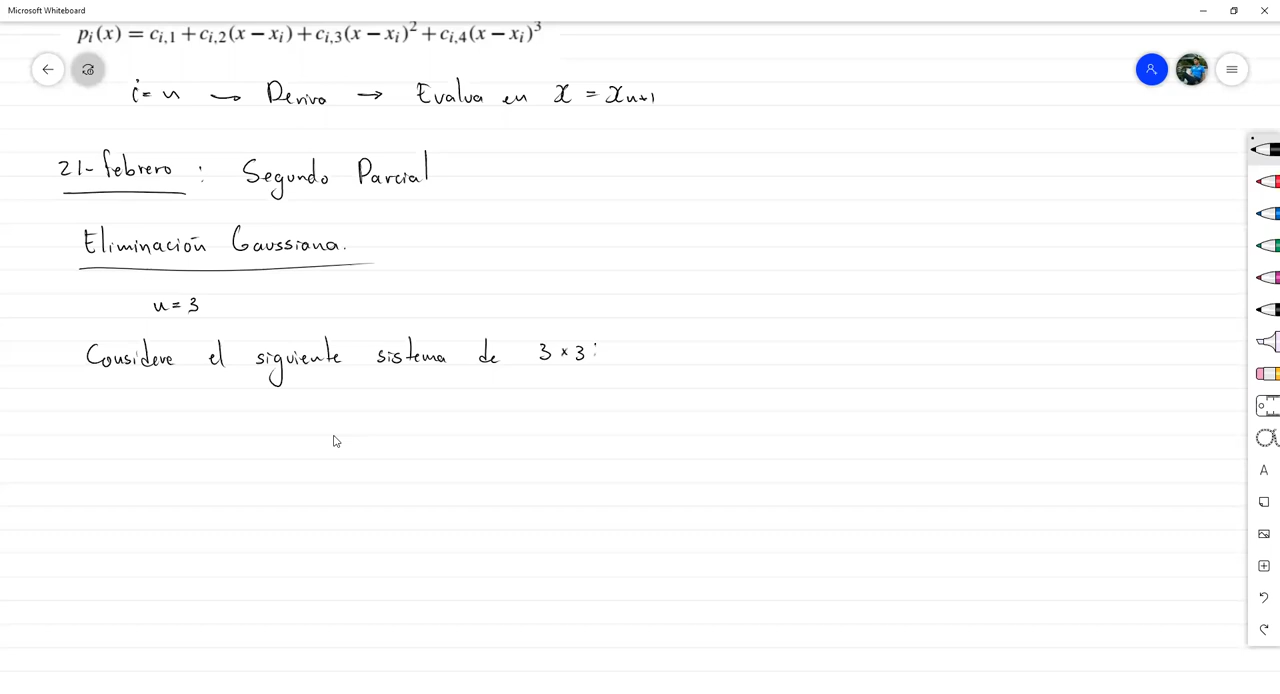 Microsoft Whiteboard
pᵢ(x) = cᵢ,₁ + cᵢ,₂(x − xᵢ) + cᵢ,₃(x − xᵢ)² + cᵢ,₄(x − xᵢ)³
i = n → Deriva → Evalua en x = xₙ₊₁
21-febrero : Segundo Parcial
Eliminación Gaussiana.
n = 3
Considere el siguiente sistema de 3 × 3 :